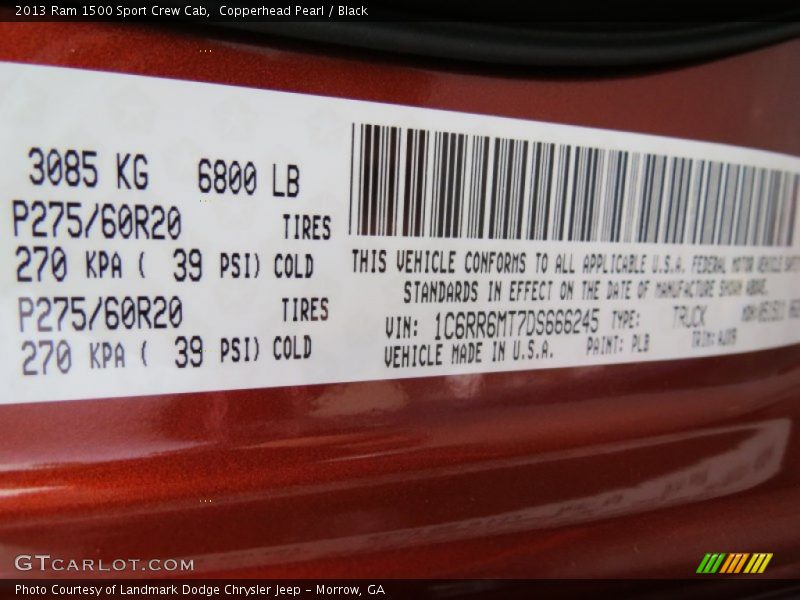 2013 Ram 1500 Sport Crew Cab,  Copperhead Pearl / Black
3085 KG 6800 LB
P275/60R20 TIRES
270 KPA ( 39 PSI) COLD
P275/60R20 TIRES
270 KPA ( 39 PSI) COLD
THIS VEHICLE CONFORMS TO ALL APPLICABLE U.S.A. FEDERAL MOTOR VEHICLE
STANDARDS IN EFFECT ON THE DATE OF MANUFACTURE SHOWN ABOVE.
VIN: 1C6RR6MT7DS666245 TYPE: TRUCK
VEHICLE MADE IN U.S.A. PAINT: PLB TRIM:
GTCARLOT.COM
Photo Courtesy of Landmark Dodge Chrysler Jeep - Morrow, GA